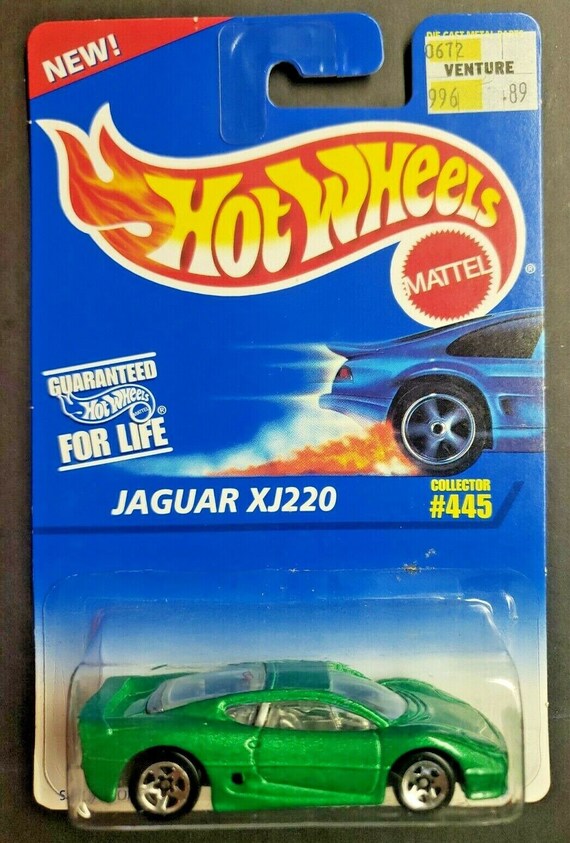 NEW!
DIE CAST METAL PARTS
0672
VENTURE
996 .89
HOT WHEELS
MATTEL
®
GUARANTEED
HOT WHEELS
MATTEL
®
FOR LIFE
JAGUAR XJ220
COLLECTOR
#445